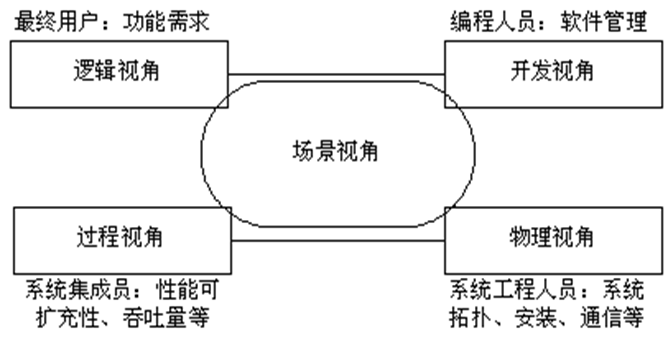 最终用户：功能需求
编程人员：软件管理
逻辑视角
开发视角
场景视角
过程视角
物理视角
系统集成员：性能可
扩充性、吞吐量等
系统工程人员：系统
拓扑、安装、通信等